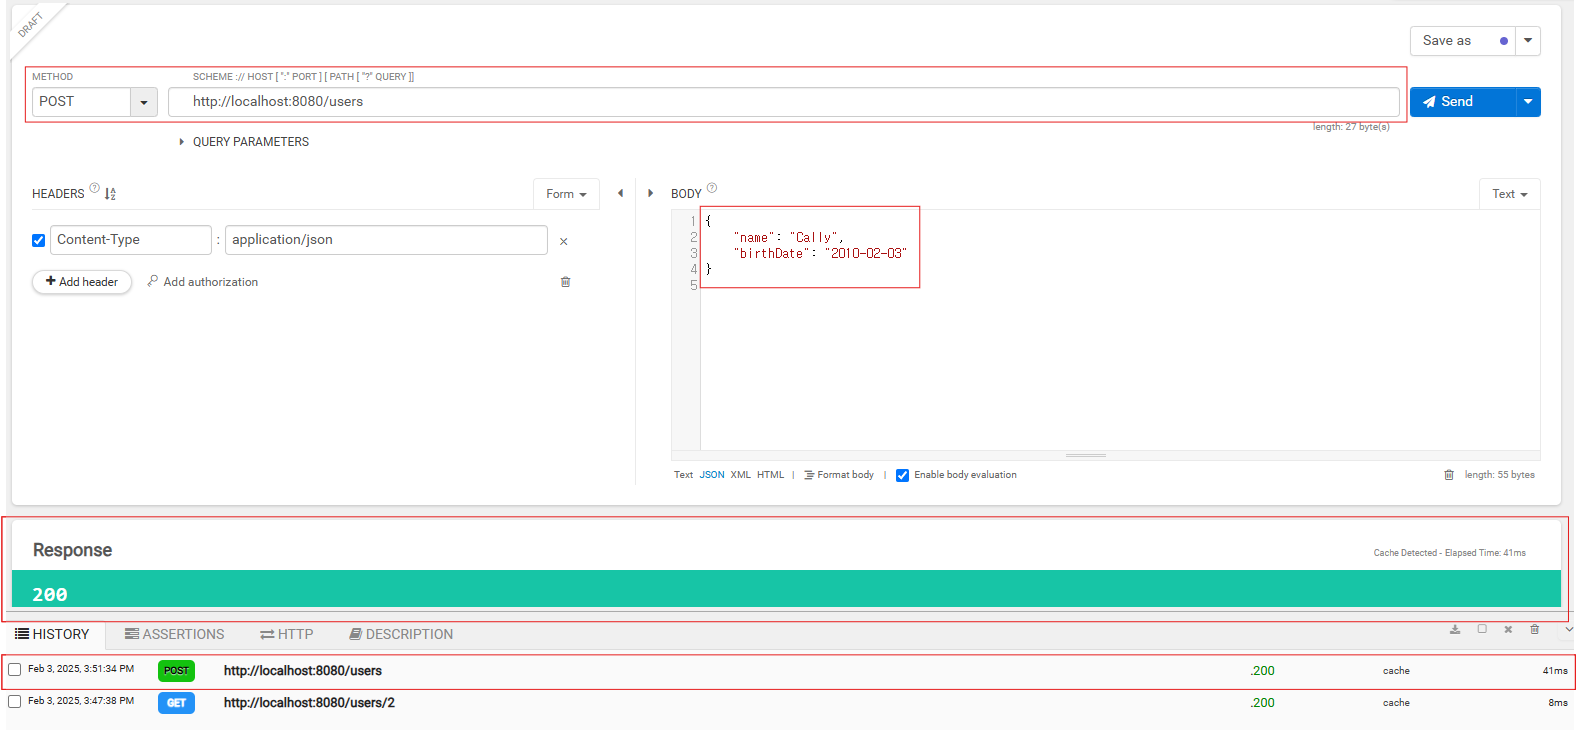 DRAFT
Save as
METHOD
SCHEME :// HOST [ ":" PORT ] [ PATH [ "?" QUERY ]]
POST
http://localhost:8080/users
Send
length: 27 byte(s)
QUERY PARAMETERS
HEADERS ? Form
BODY ? Text
Content-Type : application/json
Add header Add authorization
1 {
2 "name": "Cally",
3 "birthDate": "2010-02-03"
4 }
5
Text JSON XML HTML | Format body | Enable body evaluation length: 55 bytes
Response
Cache Detected - Elapsed Time: 41ms
200
HISTORY ASSERTIONS HTTP DESCRIPTION
Feb 3, 2025, 3:51:34 PM POST http://localhost:8080/users .200 cache 41ms
Feb 3, 2025, 3:47:38 PM GET http://localhost:8080/users/2 .200 cache 8ms